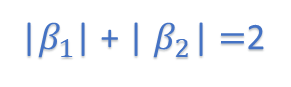 |β₁| + | β₂| =2